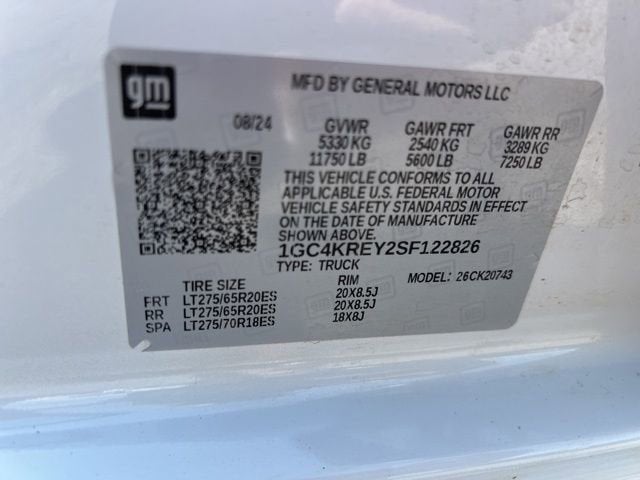 gm
MFD BY GENERAL MOTORS LLC
08/24 GVWR GAWR FRT GAWR RR
5330 KG 2540 KG 3289 KG
11750 LB 5600 LB 7250 LB
THIS VEHICLE CONFORMS TO ALL
APPLICABLE U.S. FEDERAL MOTOR
VEHICLE SAFETY STANDARDS IN EFFECT
ON THE DATE OF MANUFACTURE
SHOWN ABOVE.
1GC4KREY2SF122826
TYPE: TRUCK MODEL: 26CK20743
TIRE SIZE RIM
FRT LT275/65R20ES 20X8.5J
RR LT275/65R20ES 20X8.5J
SPA LT275/70R18ES 18X8J